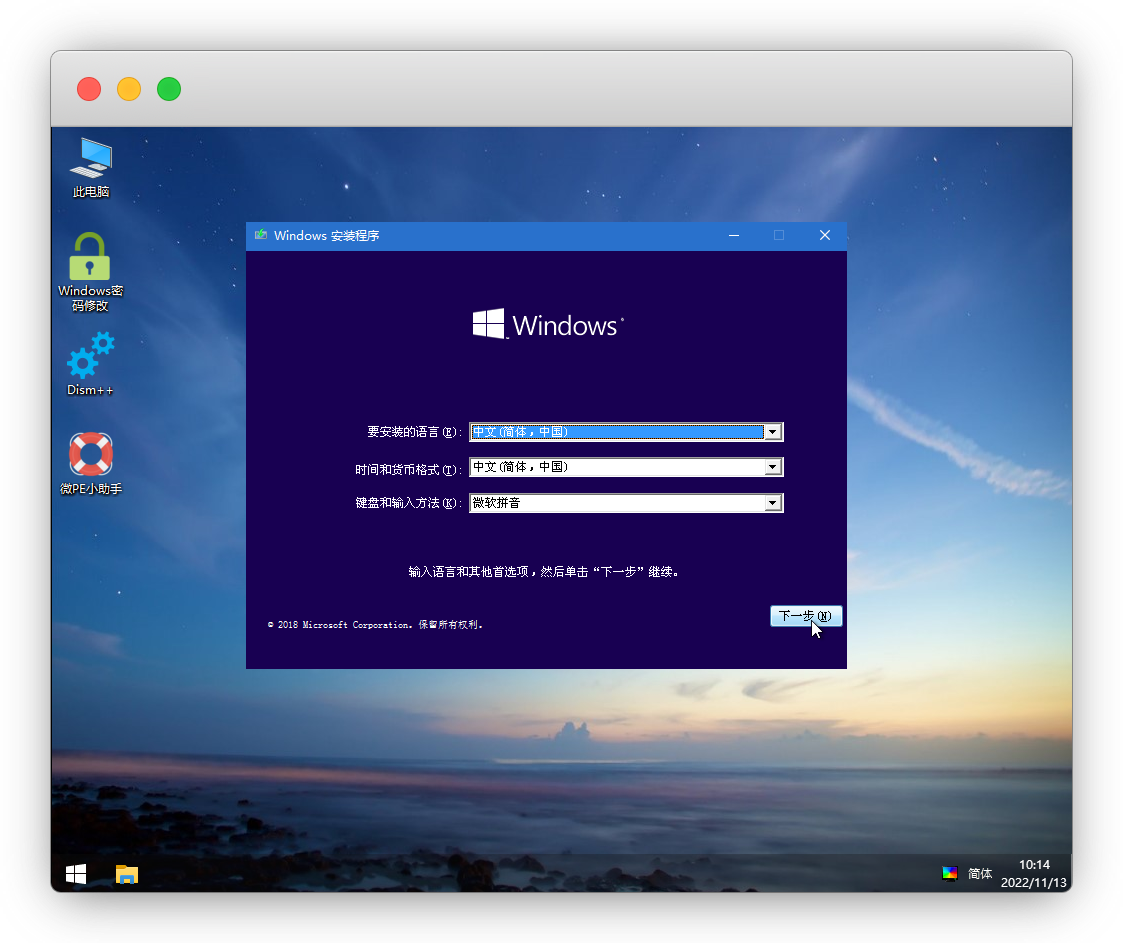 此电脑
Windows密
码修改
Dism++
微PE小助手
Windows 安装程序
Windows
要安装的语言(E):
中文(简体，中国)
时间和货币格式(T):
中文(简体，中国)
键盘和输入方法(K):
微软拼音
输入语言和其他首选项，然后单击“下一步”继续。
© 2018 Microsoft Corporation。保留所有权利。
下一步(N)
简体
10:14
2022/11/13